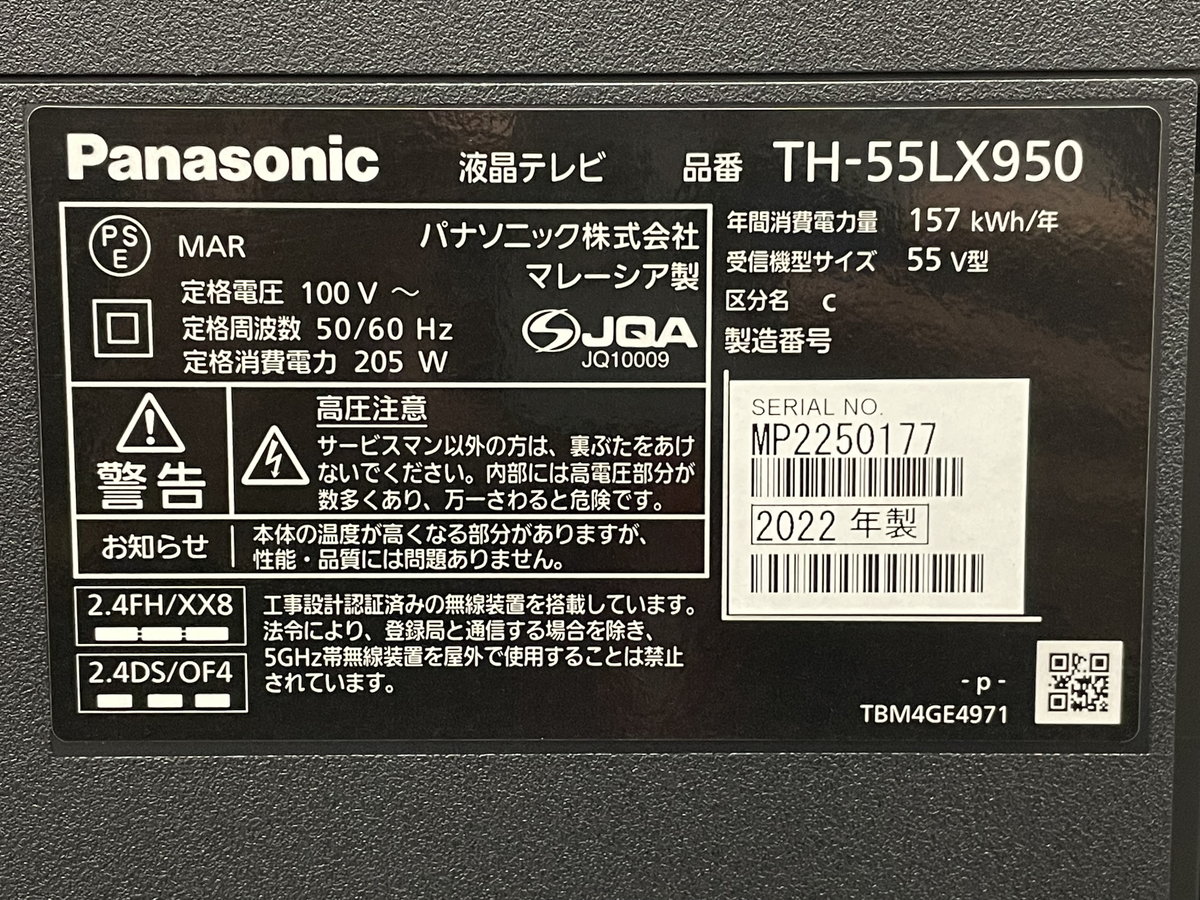 Panasonic 液晶テレビ 品番 TH-55LX950
PSE MAR
パナソニック株式会社
マレーシア製
定格電圧 100 V ～
定格周波数 50/60 Hz
定格消費電力 205 W
JQA
JQ10009
年間消費電力量 157 kWh/年
受信機型サイズ 55 V型
区分名 C
製造番号
SERIAL NO.
MP2250177
2022 年製
警告
高圧注意
サービスマン以外の方は、裏ぶたをあけ
ないでください。内部には高電圧部分が
数多くあり、万一さわると危険です。
お知らせ
本体の温度が高くなる部分がありますが、
性能・品質には問題ありません。
2.4FH/XX8
2.4DS/OF4
工事設計認証済みの無線装置を搭載しています。
法令により、登録局と通信する場合を除き、
5GHz帯無線装置を屋外で使用することは禁止
されています。
- p -
TBM4GE4971